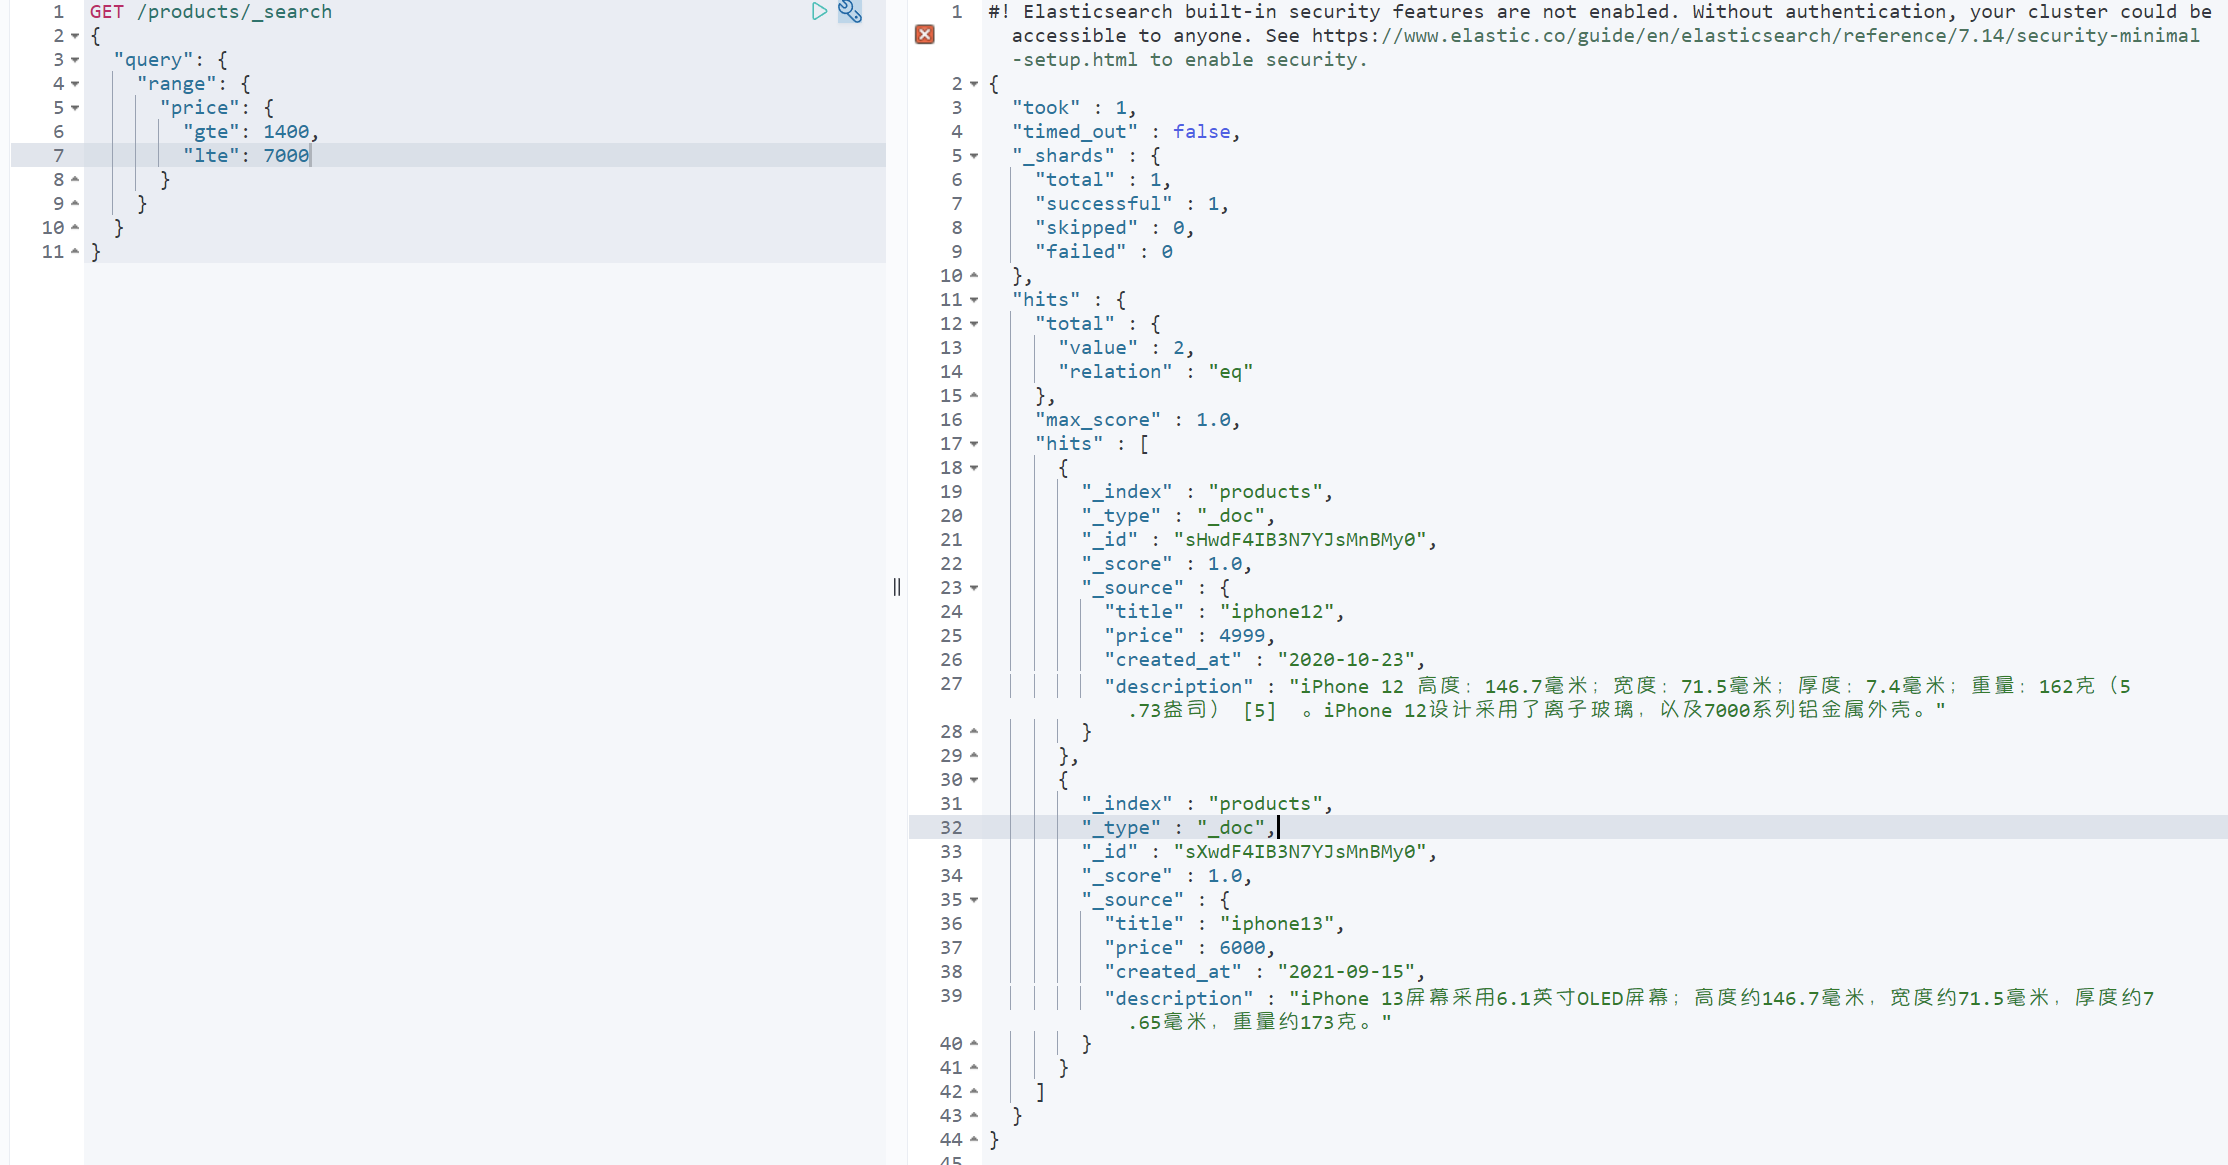 1 GET /products/_search
2 {
3 "query": {
4 "range": {
5 "price": {
6 "gte": 1400,
7 "lte": 7000
8 }
9 }
10 }
11 }
1 #! Elasticsearch built-in security features are not enabled. Without authentication, your cluster could be
accessible to anyone. See https://www.elastic.co/guide/en/elasticsearch/reference/7.14/security-minimal
-setup.html to enable security.
2 {
3 "took" : 1,
4 "timed_out" : false,
5 "_shards" : {
6 "total" : 1,
7 "successful" : 1,
8 "skipped" : 0,
9 "failed" : 0
10 },
11 "hits" : {
12 "total" : {
13 "value" : 2,
14 "relation" : "eq"
15 },
16 "max_score" : 1.0,
17 "hits" : [
18 {
19 "_index" : "products",
20 "_type" : "_doc",
21 "_id" : "sHwdF4IB3N7YJsMnBMy0",
22 "_score" : 1.0,
23 "_source" : {
24 "title" : "iphone12",
25 "price" : 4999,
26 "created_at" : "2020-10-23",
27 "description" : "iPhone 12 高度：146.7毫米；宽度：71.5毫米；厚度：7.4毫米；重量：162克（5
.73盎司） [5] 。iPhone 12设计采用了离子玻璃，以及7000系列铝金属外壳。"
28 }
29 },
30 {
31 "_index" : "products",
32 "_type" : "_doc",
33 "_id" : "sXwdF4IB3N7YJsMnBMy0",
34 "_score" : 1.0,
35 "_source" : {
36 "title" : "iphone13",
37 "price" : 6000,
38 "created_at" : "2021-09-15",
39 "description" : "iPhone 13屏幕采用6.1英寸OLED屏幕；高度约146.7毫米，宽度约71.5毫米，厚度约7
.65毫米，重量约173克。"
40 }
41 }
42 ]
43 }
44 }
45